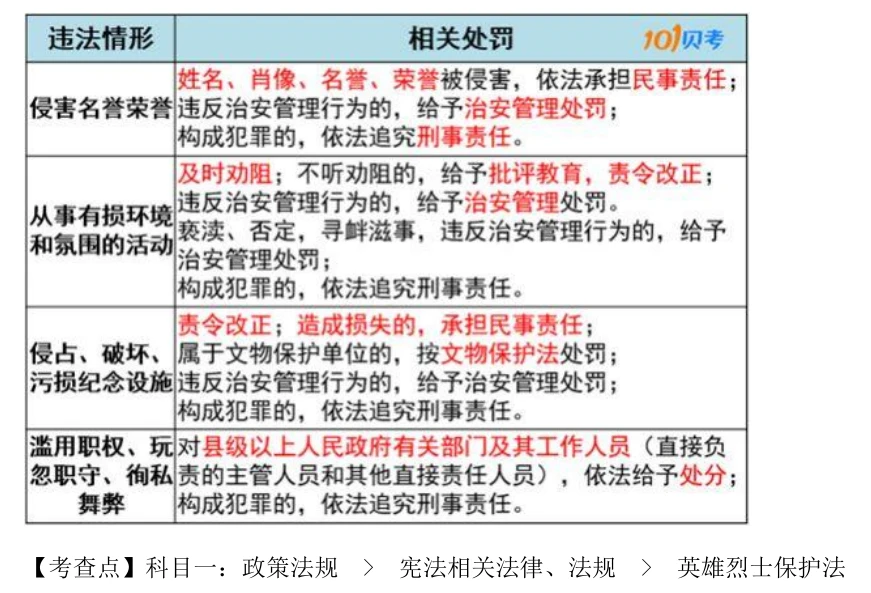 违法情形 相关处罚 101贝考
侵害名誉荣誉
姓名、肖像、名誉、荣誉被侵害，依法承担民事责任；
违反治安管理行为的，给予治安管理处罚；
构成犯罪的，依法追究刑事责任。
从事有损环境
和氛围的活动
及时劝阻；不听劝阻的，给予批评教育，责令改正；
违反治安管理行为的，给予治安管理处罚。
亵渎、否定，寻衅滋事，违反治安管理行为的，给予
治安管理处罚；
构成犯罪的，依法追究刑事责任。
侵占、破坏、
污损纪念设施
责令改正；造成损失的，承担民事责任；
属于文物保护单位的，按文物保护法处罚；
违反治安管理行为的，给予治安管理处罚；
构成犯罪的，依法追究刑事责任。
滥用职权、玩
忽职守、徇私
舞弊
对县级以上人民政府有关部门及其工作人员（直接负
责的主管人员和其他直接责任人员），依法给予处分；
构成犯罪的，依法追究刑事责任。
【考查点】科目一：政策法规 > 宪法相关法律、法规 > 英雄烈士保护法